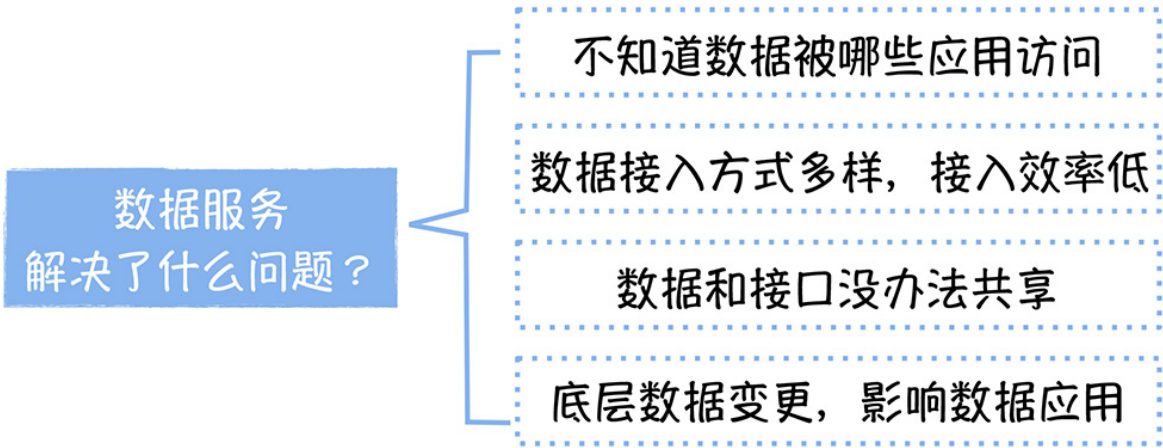 数据服务
解决了什么问题？
不知道数据被哪些应用访问
数据接入方式多样，接入效率低
数据和接口没办法共享
底层数据变更，影响数据应用